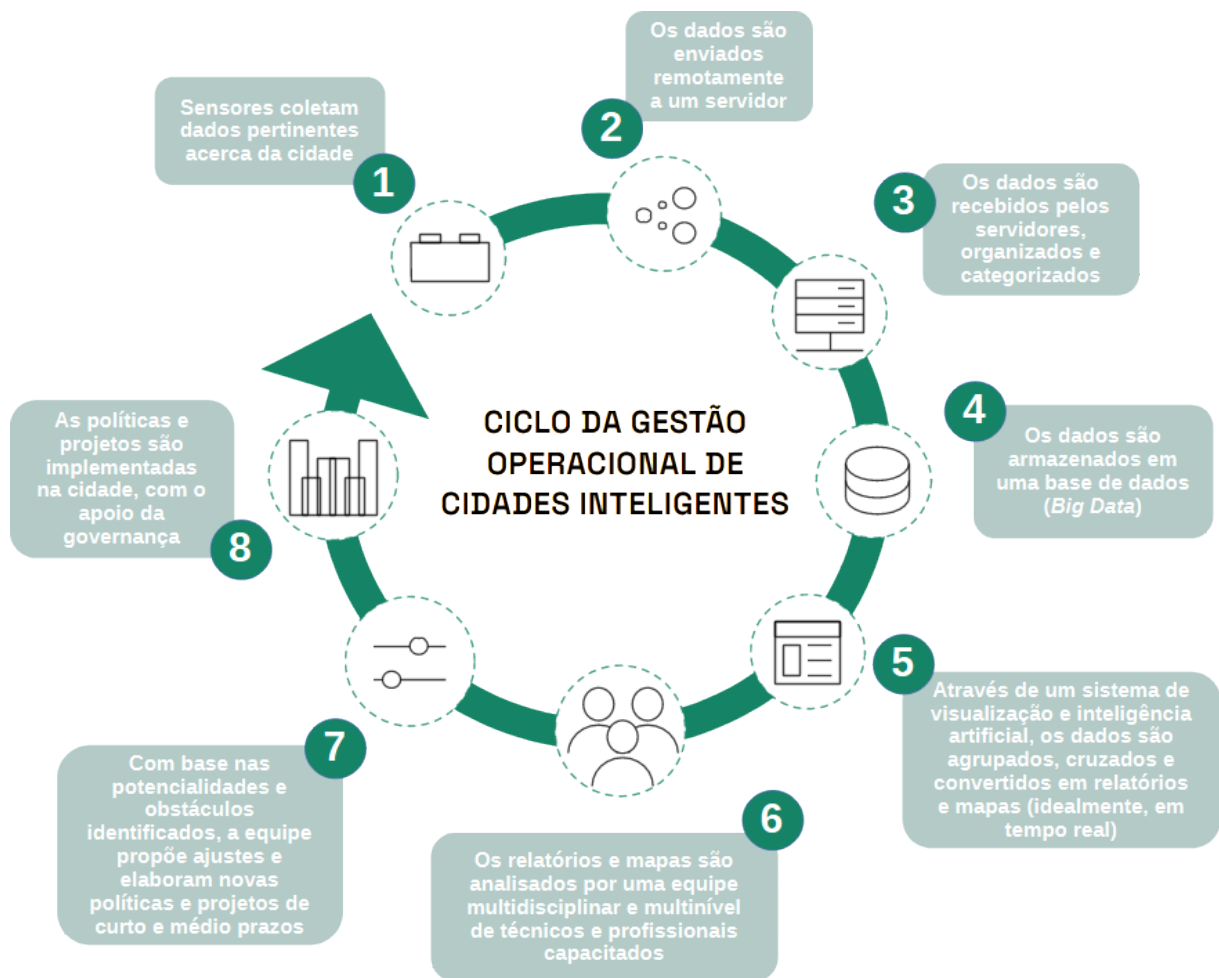 1
Sensores coletam
dados pertinentes
acerca da cidade
2
Os dados são
enviados
remotamente
a um servidor
3
Os dados são
recebidos pelos
servidores,
organizados e
categorizados
4
Os dados são
armazenados em
uma base de dados
(Big Data)
5
Através de um sistema de
visualização e inteligência
artificial, os dados são
agrupados, cruzados e
convertidos em relatórios
e mapas (idealmente, em
tempo real)
6
Os relatórios e mapas são
analisados por uma equipe
multidisciplinar e multinível
de técnicos e profissionais
capacitados
7
Com base nas
potencialidades e
obstáculos
identificados, a equipe
propõe ajustes e
elaboram novas
políticas e projetos de
curto e médio prazos
8
As políticas e
projetos são
implementadas
na cidade, com o
apoio da
governança
CICLO DA GESTÃO
OPERACIONAL DE
CIDADES INTELIGENTES